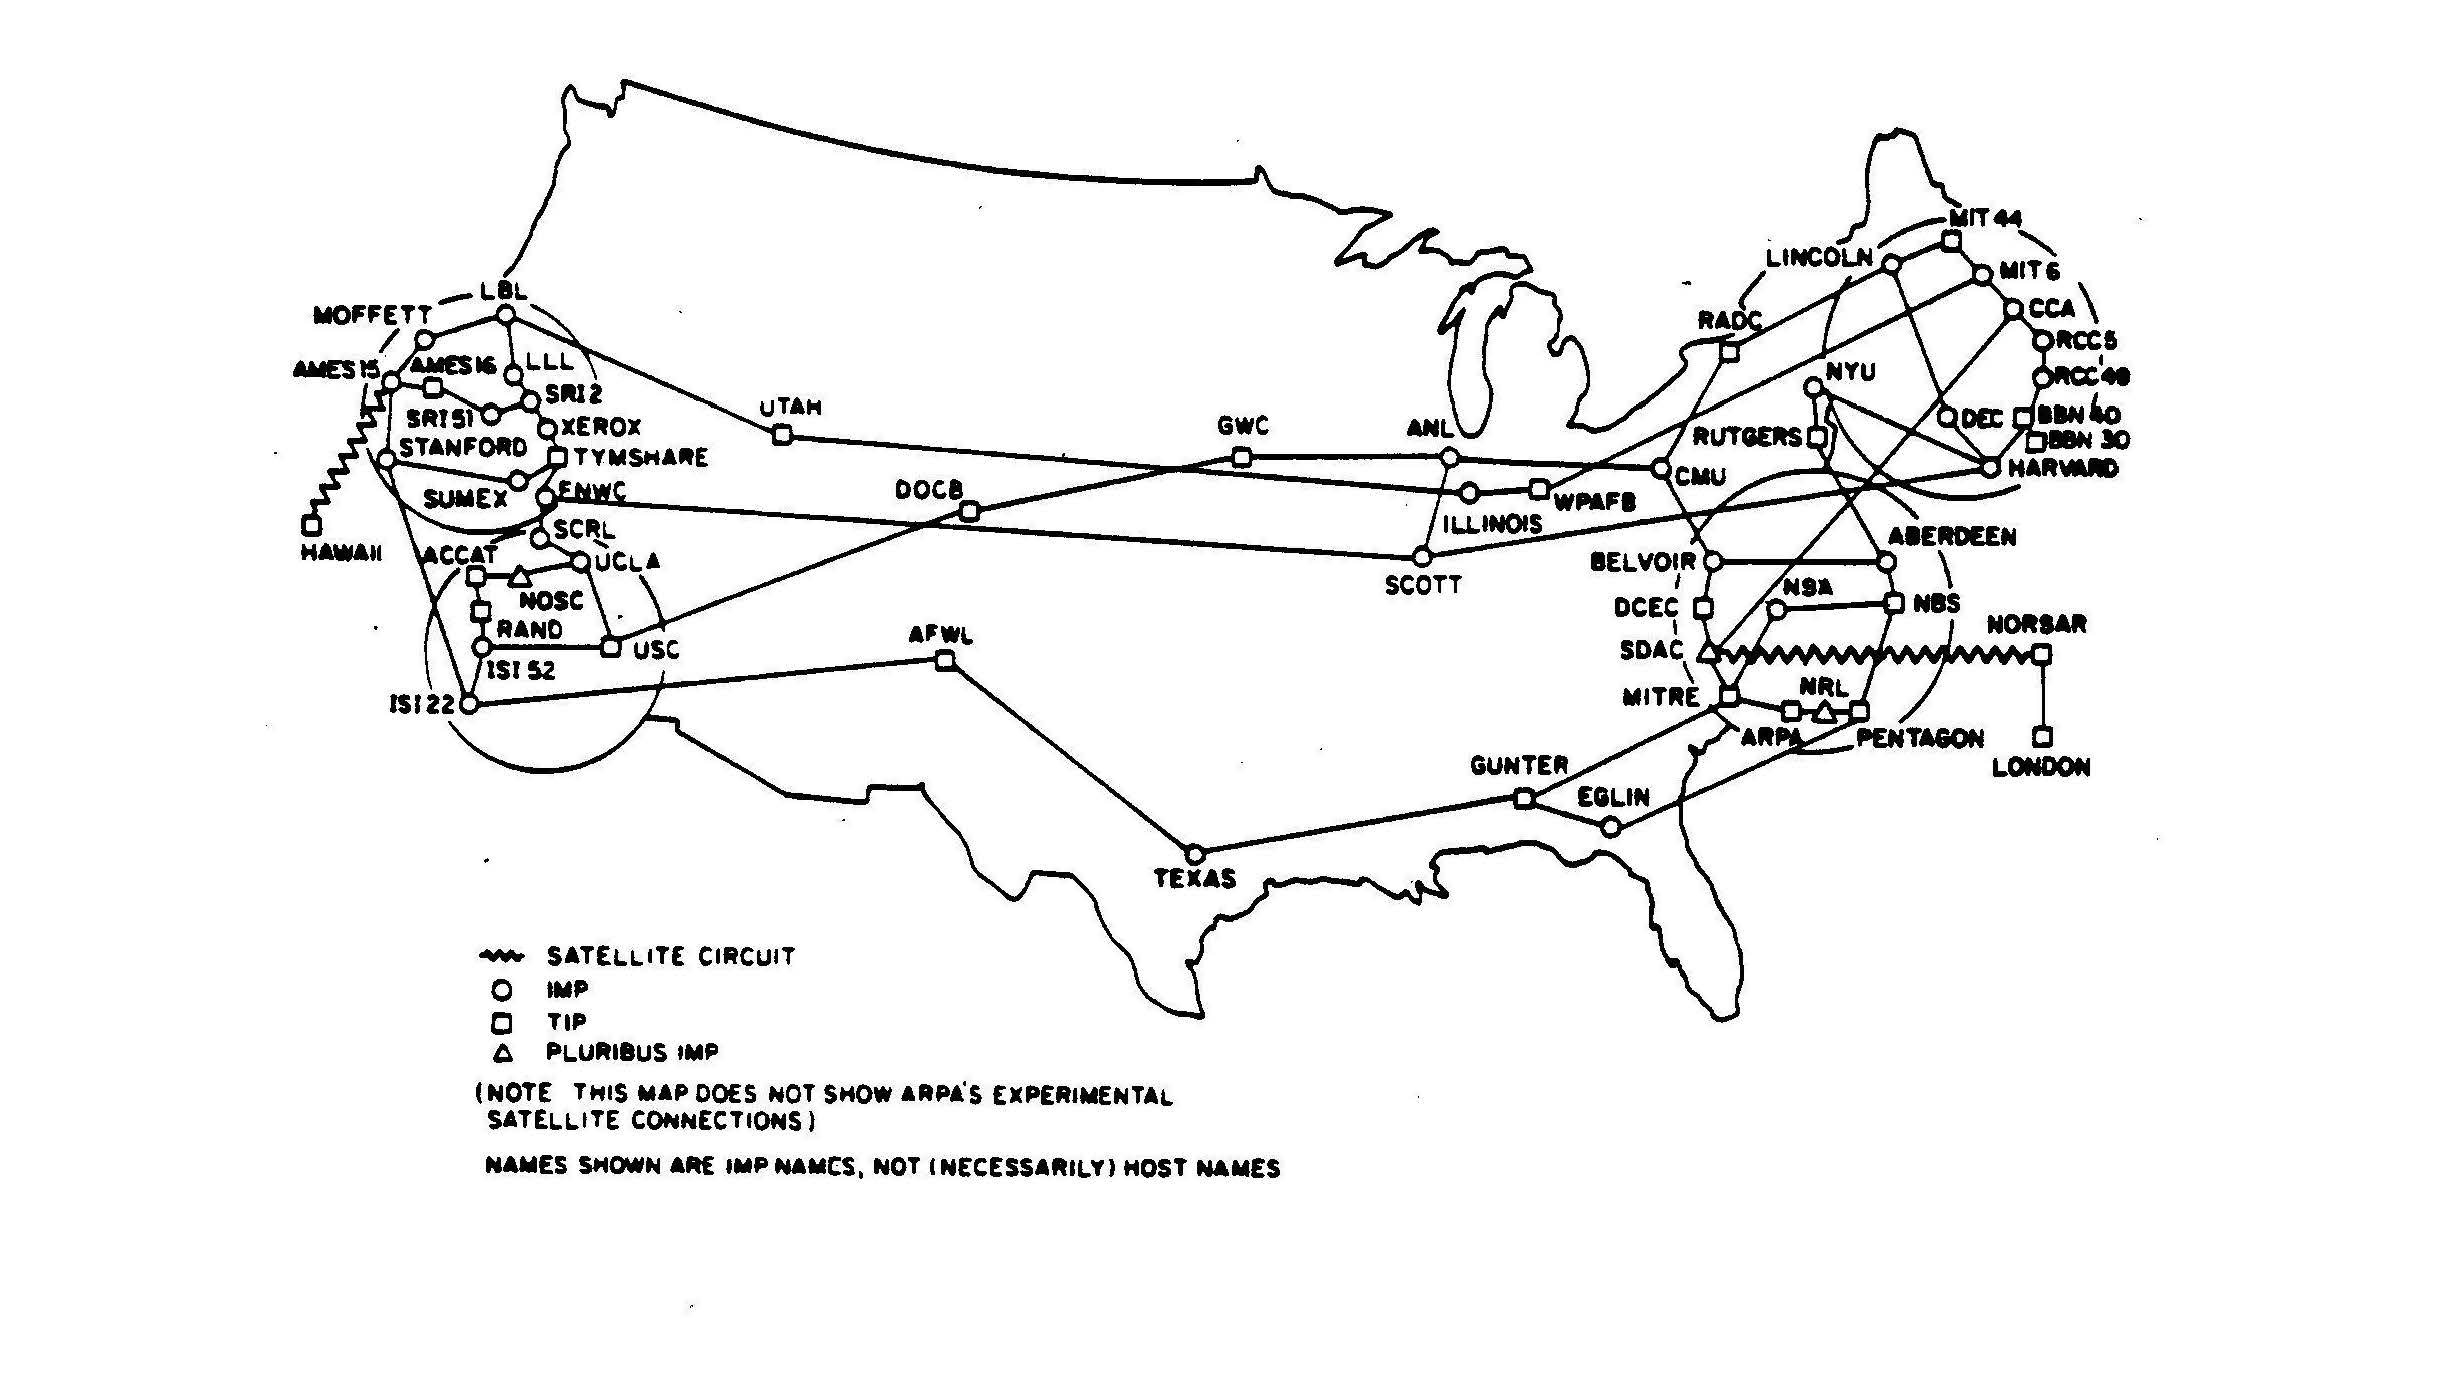 MIT 44
LINCOLN
MIT 6
LBL
MOFFETT
CCA
RADC
RCC 5
AMES 15
AMES 16
LLL
NYU
RCC 49
SRI 2
UTAH
SRI 51
DEC
BBN 40
XEROX
GWC
ANL
RUTGERS
BBN 30
STANFORD
TYMSHARE
HARVARD
CMU
SUMEX
FNWC
DOCB
WPAFB
ILLINOIS
SCRL
ABERDEEN
HAWAII
ACCAT
UCLA
BELVOIR
SCOTT
NSA
NOSC
DCEC
NBS
RAND
AFWL
NORSAR
USC
SDAC
ISI 52
NRL
MITRE
ISI 22
ARPA
PENTAGON
GUNTER
LONDON
EGLIN
TEXAS
SATELLITE CIRCUIT
IMP
TIP
PLURIBUS IMP
(NOTE THIS MAP DOES NOT SHOW ARPA'S EXPERIMENTAL
SATELLITE CONNECTIONS)
NAMES SHOWN ARE IMP NAMES, NOT (NECESSARILY) HOST NAMES